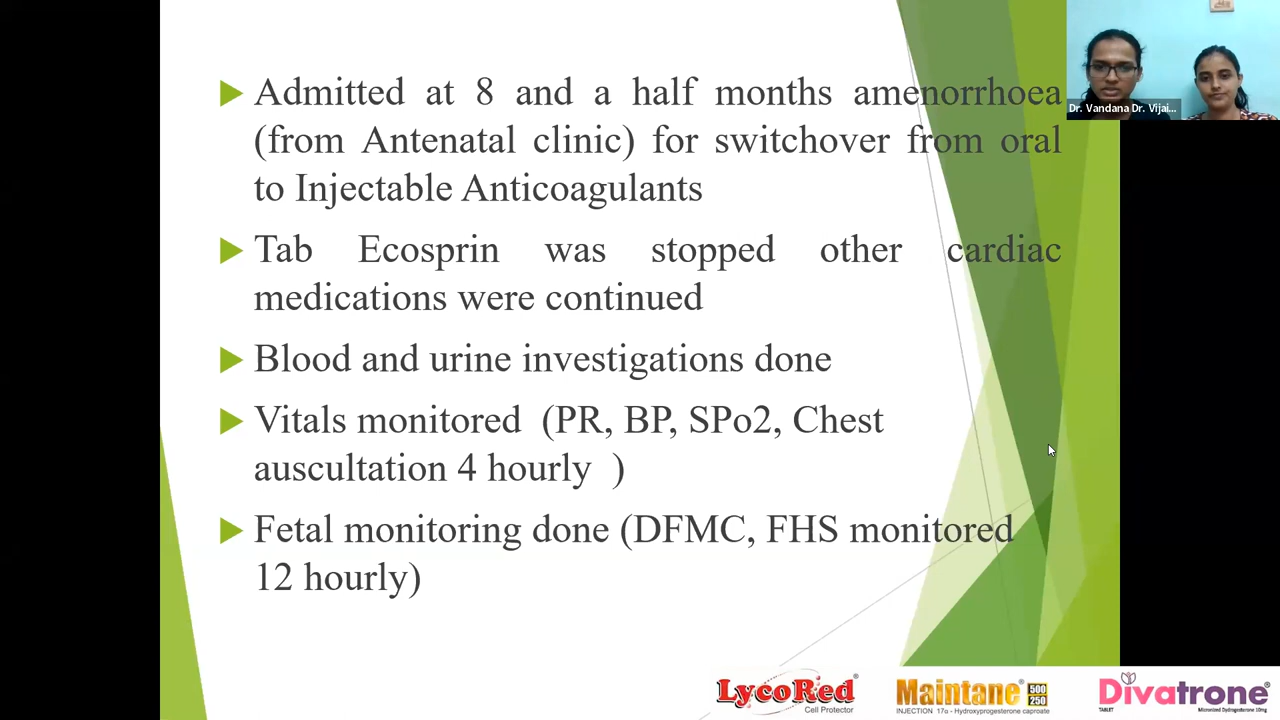 Dr. Vandana Dr. Vijai...
Admitted at 8 and a half months amenorrhoea
(from Antenatal clinic) for switchover from oral
to Injectable Anticoagulants
Tab Ecosprin was stopped other cardiac
medications were continued
Blood and urine investigations done
Vitals monitored (PR, BP, SPo2, Chest
auscultation 4 hourly )
Fetal monitoring done (DFMC, FHS monitored
12 hourly)
LycoRed®
Cell Protector
Maintane® 500 250
INJECTION 17α - Hydroxyprogesterone caproate
Divatrone®
TABLET Micronized Dydrogesterone 10mg